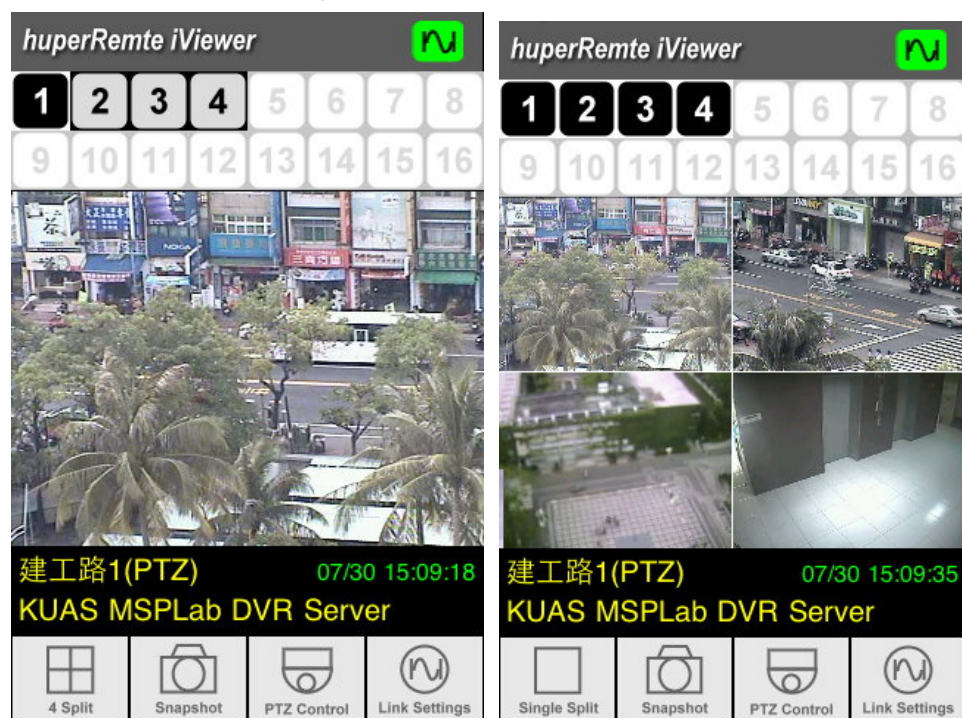 huperRemte iViewer
1 2 3 4 5 6 7 8
9 10 11 12 13 14 15 16
NOKIA
建工路1(PTZ) 07/30 15:09:18
KUAS MSPLab DVR Server
4 Split Snapshot PTZ Control Link Settings
huperRemte iViewer
1 2 3 4 5 6 7 8
9 10 11 12 13 14 15 16
建工路1(PTZ) 07/30 15:09:35
KUAS MSPLab DVR Server
Single Split Snapshot PTZ Control Link Settings